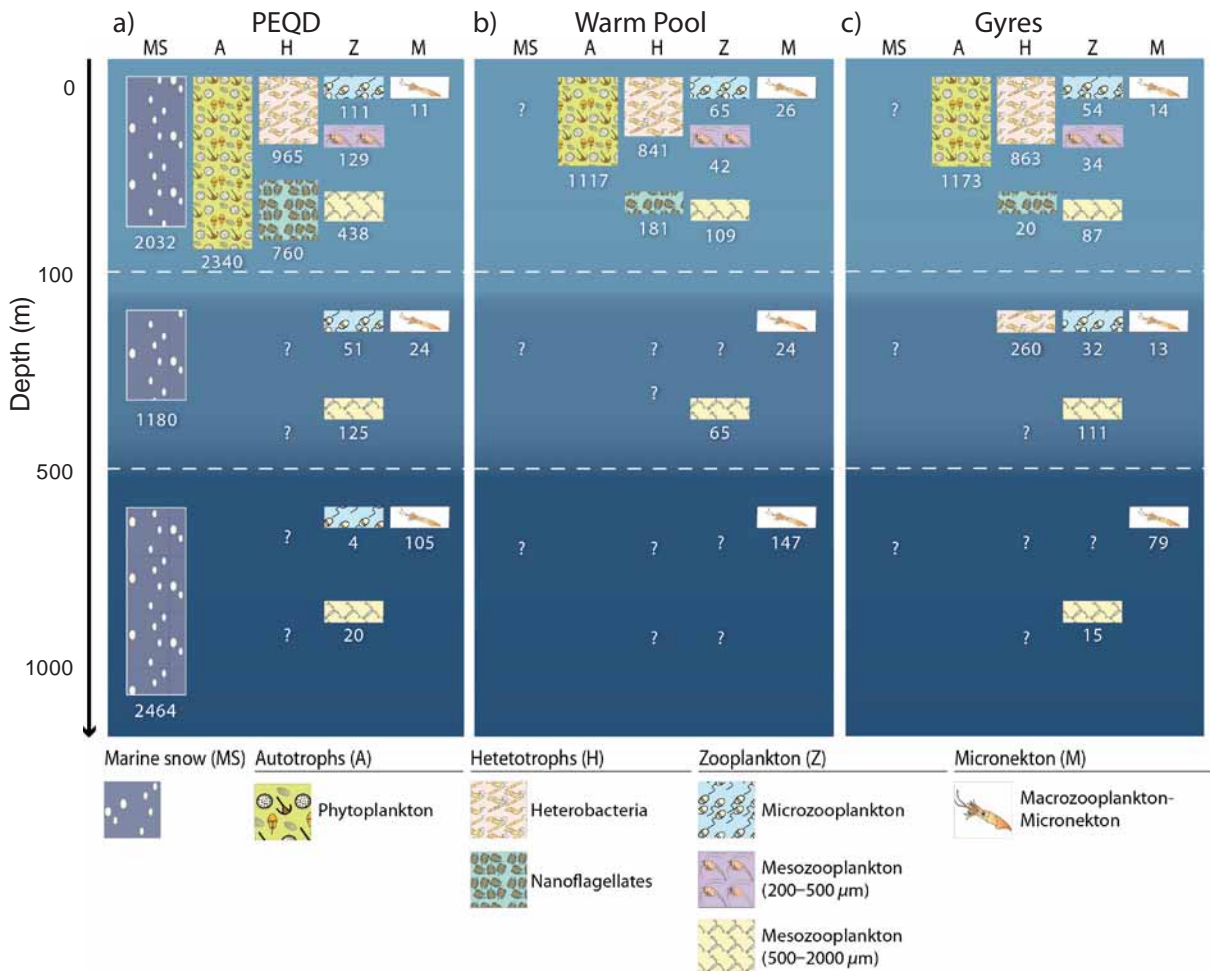 a) PEQD b) Warm Pool c) Gyres
MS A H Z M MS A H Z M MS A H Z M
0
? ?
111 11 65 26 54 14
965 129 841 42 863 34
1117 1173
438 181 109 20 87
2032 2340 760
100
Depth (m)
? 51 24 ? ? ? 24 ? 260 32 13
?
1180 ? 125 65 ? 111
500
? 4 105 ? ? ? 147 ? ? ? 79
? 20 ? ? ? 15
1000
2464
Marine snow (MS) Autotrophs (A) Hetetotrophs (H) Zooplankton (Z) Micronekton (M)
Phytoplankton Heterobacteria Microzooplankton Macrozooplankton-
Micronekton
Nanoflagellates Mesozooplankton
(200–500 µm)
Mesozooplankton
(500–2000 µm)